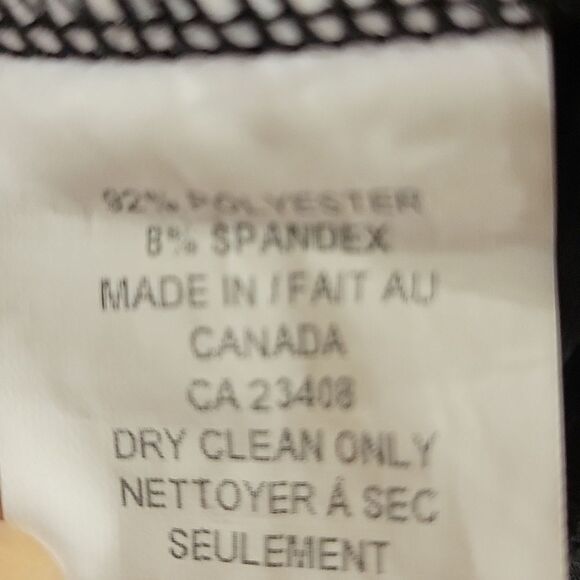 92% POLYESTER
8% SPANDEX
MADE IN / FAIT AU
CANADA
CA 23408
DRY CLEAN ONLY
NETTOYER Á SEC
SEULEMENT